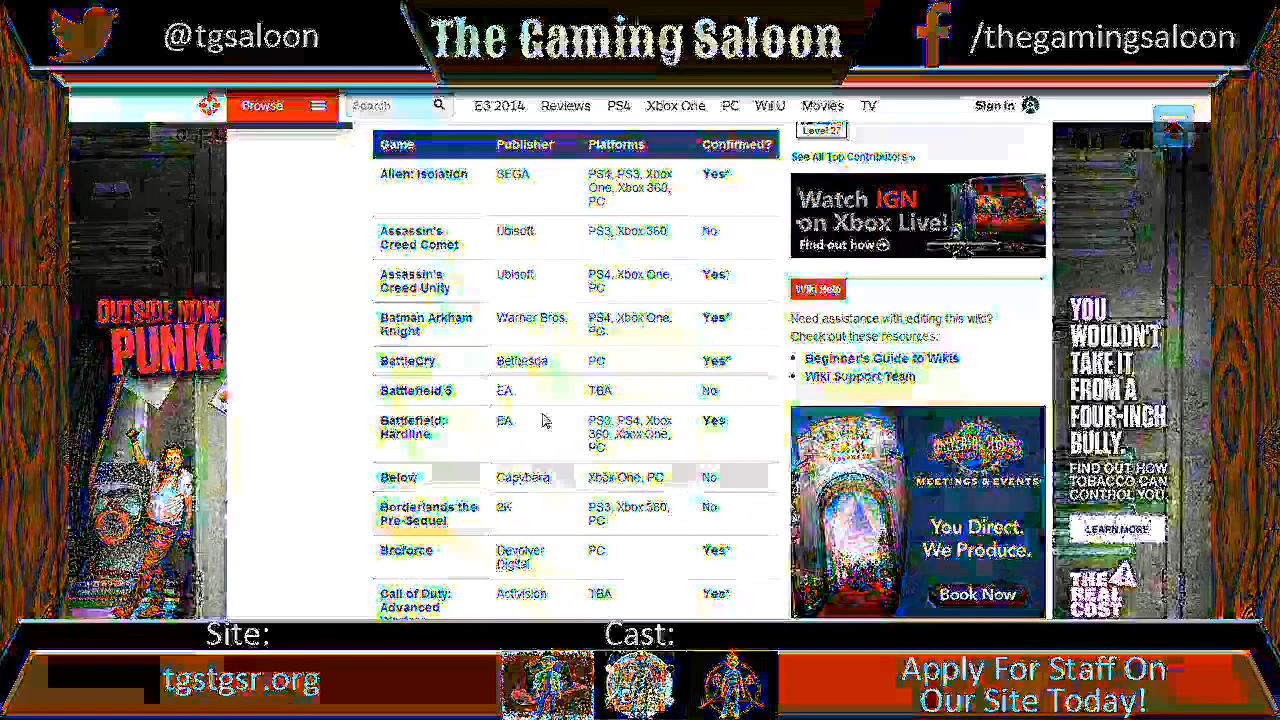 @tgsaloon
The Gaming Saloon
/thegamingsaloon
Browse
Search
E3 2014 Reviews PS4 Xbox One PC Wii U Movies TV
Sign In
Game Publisher Platforms Confirmed?
Alien: Isolation SEGA PS4, PS3, Xbox
One, Xbox 360,
PC Yes*
Assassin's
Creed Comet Ubisoft PS3, Xbox 360 No
Assassin's
Creed Unity Ubisoft PS4, Xbox One,
PC Yes*
Batman Arkham
Knight Warner Bros. PS4, Xbox One,
PC Yes*
BattleCry Bethesda PC Yes*
Battlefield 5 EA TBA No
Battlefield:
Hardline EA PS3, PS4, Xbox
360, Xbox One,
PC Yes
Below Capybara Xbox One, PC No
Borderlands the
Pre-Sequel 2K PS3, Xbox 360,
PC No
Broforce Devolver
Digital PC Yes*
Call of Duty:
Advanced Activision TBA Yes*
Level 27
See All Top Contributors »
Watch IGN
on Xbox Live!
Find out how
Wiki Help
Need assistance with editing this wiki?
Check out these resources:
Beginner's Guide to Wikis
Wiki Support Team
MEETINGS & EVENTS
You Direct.
We Produce.
Book Now
OUTSIDE NOW,
PUNK!
YOU
WOULDN'T
TAKE IT,
FROM A
FOUR-INCH
BULLY.
FIND OUT HOW
TOBACCO CAN
CONTROL YOU
LEARN MORE
THE REAL
COST
Site:
tgstgsr.org
Cast:
Apply For Staff On
Our Site Today!